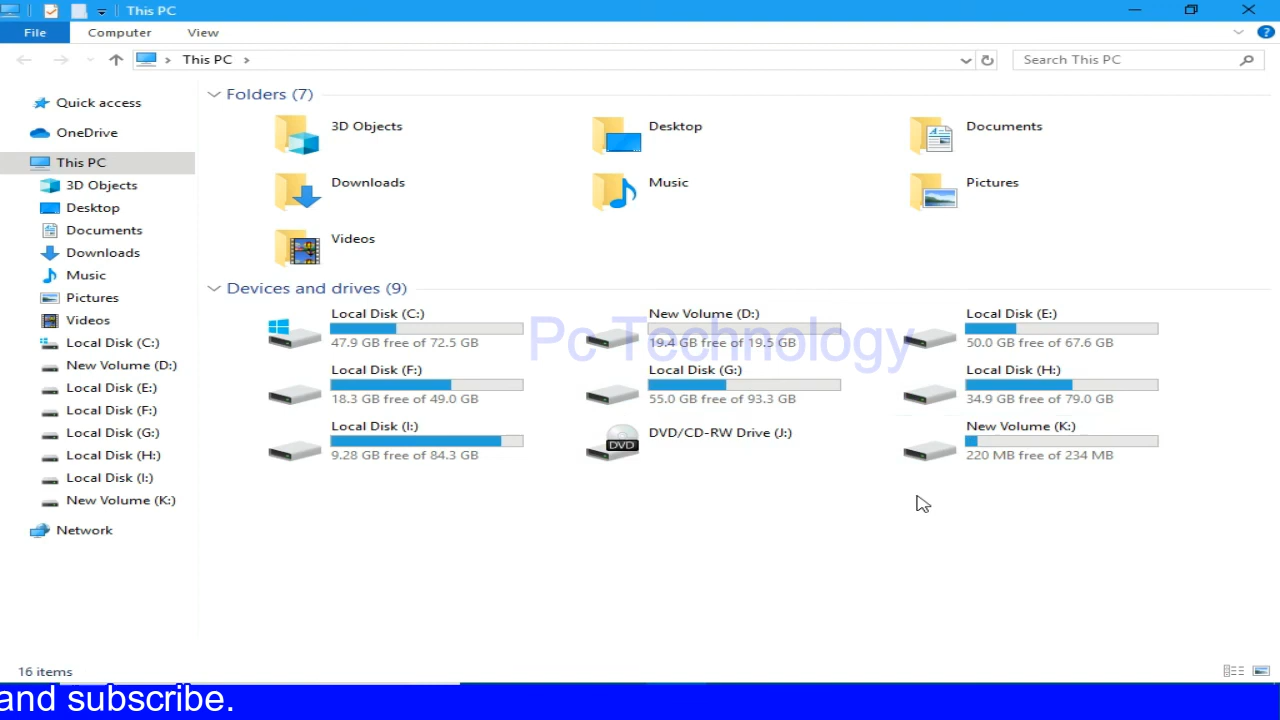 This PC
File Computer View
This PC
Search This PC
Quick access
OneDrive
This PC
3D Objects
Desktop
Documents
Downloads
Music
Pictures
Videos
Local Disk (C:)
New Volume (D:)
Local Disk (E:)
Local Disk (F:)
Local Disk (G:)
Local Disk (H:)
Local Disk (I:)
New Volume (K:)
Network
Folders (7)
3D Objects
Desktop
Documents
Downloads
Music
Pictures
Videos
Devices and drives (9)
Local Disk (C:)
47.9 GB free of 72.5 GB
New Volume (D:)
19.4 GB free of 19.5 GB
Local Disk (E:)
50.0 GB free of 67.6 GB
Local Disk (F:)
18.3 GB free of 49.0 GB
Local Disk (G:)
55.0 GB free of 93.3 GB
Local Disk (H:)
34.9 GB free of 79.0 GB
Local Disk (I:)
9.28 GB free of 84.3 GB
DVD
DVD/CD-RW Drive (J:)
New Volume (K:)
220 MB free of 234 MB
Pc Technology
16 items
and subscribe.